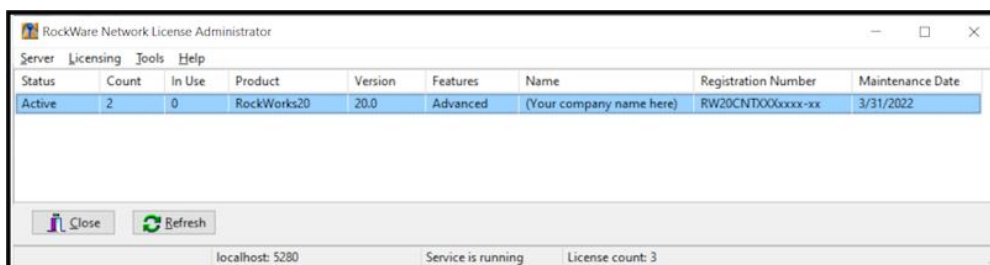 RockWare Network License Administrator
Server Licensing Tools Help
Status Count In Use Product Version Features Name Registration Number Maintenance Date
Active 2 0 RockWorks20 20.0 Advanced (Your company name here) RW20CNTXXXxxxx-xx 3/31/2022
Close Refresh
localhost: 5280 Service is running License count: 3